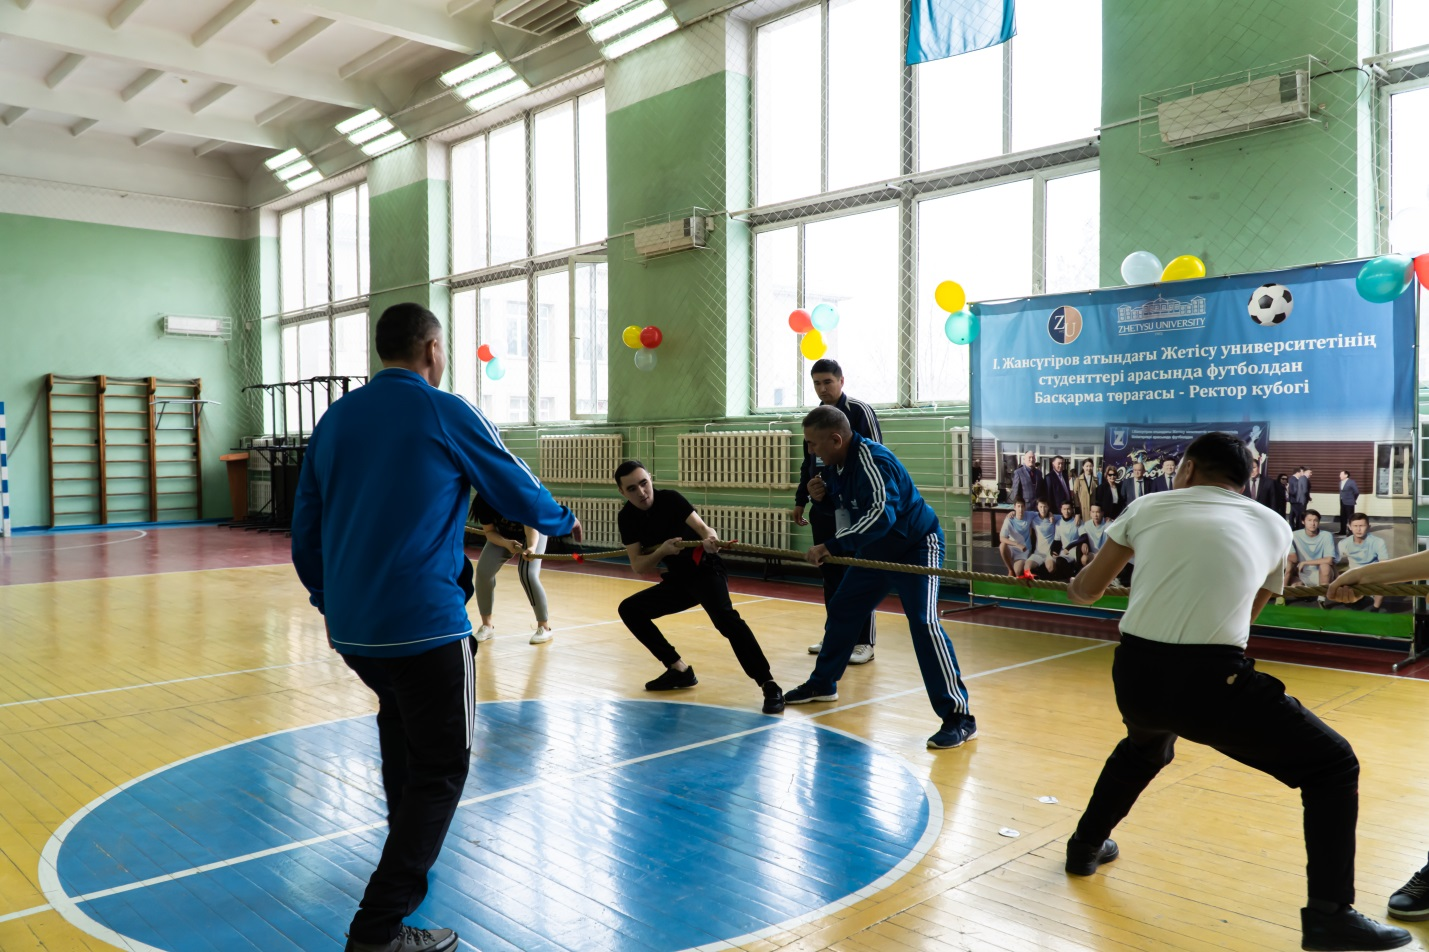 ZU
ZHETYSU UNIVERSITY
І. Жансүгіров атындағы Жетісу университетінің
студенттері арасында футболдан
Басқарма төрағасы - Ректор кубогі